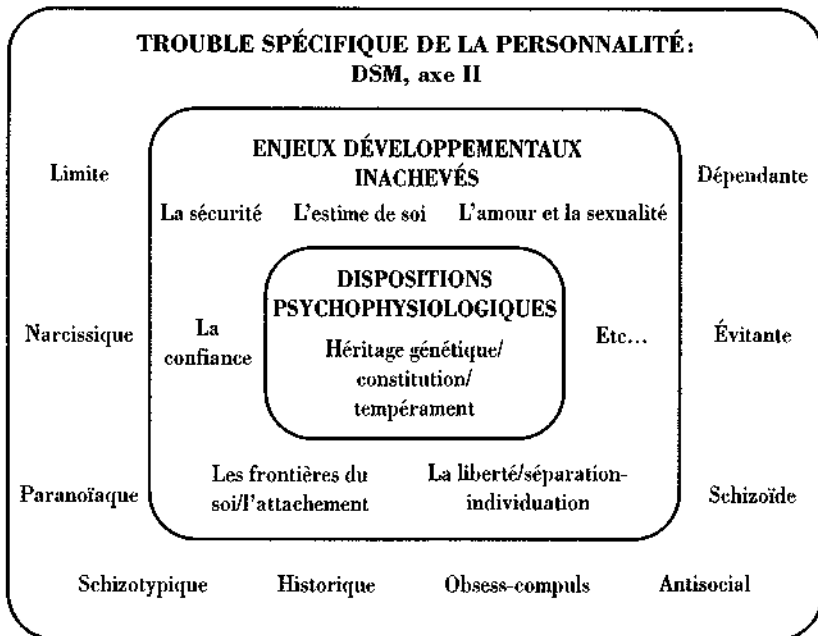 TROUBLE SPÉCIFIQUE DE LA PERSONNALITÉ:
DSM, axe II
ENJEUX DÉVELOPPEMENTAUX
INACHEVÉS
Limite
Dépendante
La sécurité L'estime de soi L'amour et la sexualité
DISPOSITIONS
PSYCHOPHYSIOLOGIQUES
Narcissique
La
confiance
Héritage génétique/
constitution/
tempérament
Etc...
Évitante
Les frontières du
soi/l'attachement
La liberté/séparation-
individuation
Paranoïaque
Schizoïde
Schizotypique Historique Obsess-compuls Antisocial